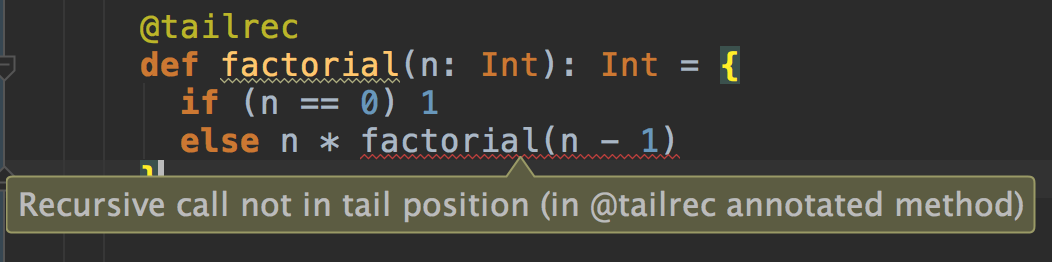 @tailrec
def factorial(n: Int): Int = {
if (n == 0) 1
else n * factorial(n - 1)
}
Recursive call not in tail position (in @tailrec annotated method)